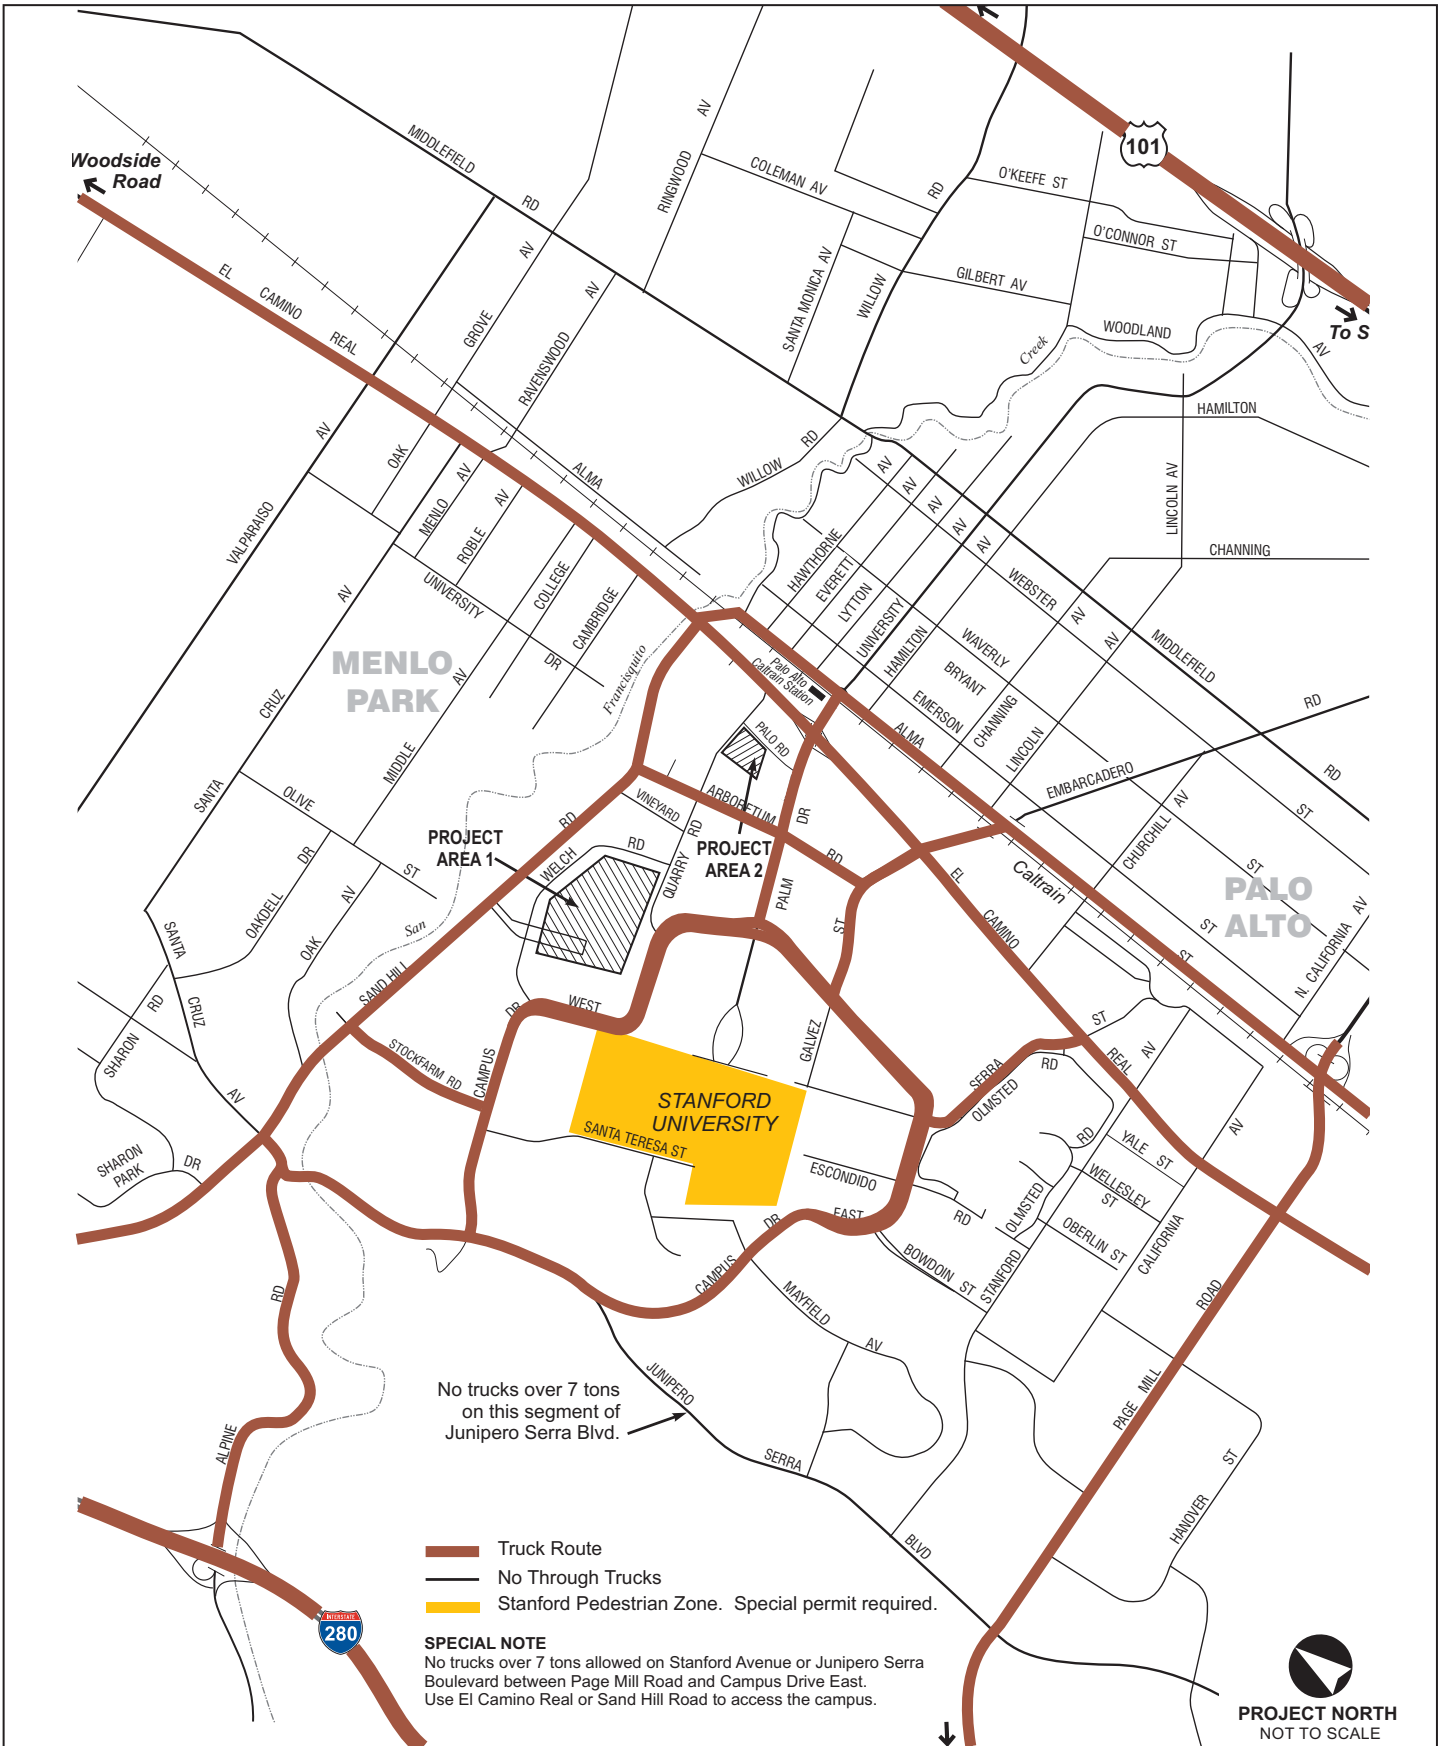 Woodside
Road
MIDDLEFIELD
RD
RINGWOOD
AV
COLEMAN AV
RD
O'KEEFE ST
101
O'CONNOR ST
GILBERT AV
SANTA MONICA AV
WILLOW
WOODLAND
AV
To S
Creek
EL
CAMINO
REAL
GROVE
AV
RAVENSWOOD
AV
OAK
AV
VALPARAISO
MENLO
AV
ROBLE
AV
ALMA
WILLOW
RD
HAMILTON
LINCOLN AV
CHANNING
HAWTHORNE
AV
EVERETT
AV
LYTTON
AV
UNIVERSITY
AV
HAMILTON
AV
WEBSTER
MIDDLEFIELD
RD
WAVERLY
BRYANT
EMERSON
ALMA
CHANNING
AV
LINCOLN
AV
EMBARCADERO
RD
UNIVERSITY
DR
COLLEGE
CAMBRIDGE
MENLO
PARK
AV
CRUZ
SANTA
MIDDLE
AV
Francisquito
Palo Alto
Caltrain Station
PALO RD
OLIVE
ST
OAKDELL
DR
OAK
AV
PROJECT
AREA 1
RD
WELCH
RD
VINEYARD
QUARRY
RD
ARBORETUM
RD
PROJECT
AREA 2
PALM
DR
EL
CAMINO
REAL
Caltrain
CHURCHILL
AV
ST
ST
ST
ST
PALO
ALTO
N. CALIFORNIA
AV
San
SAND HILL
SANTA
CRUZ
AV
SHARON
RD
SHARON
PARK
DR
STOCKFARM RD
CAMPUS
DR
WEST
GALVEZ
ST
STANFORD
UNIVERSITY
SANTA TERESA ST
ESCONDIDO
RD
SERRA
ST
OLMSTED
RD
OLMSTED
RD
YALE ST
WELLESLEY
ST
OBERLIN ST
CALIFORNIA
AV
STANFORD
AV
BOWDOIN ST
CAMPUS
DR
EAST
MAYFIELD
AV
RD
ALPINE
JUNIPERO
SERRA
BLVD
PAGE MILL
ROAD
HANOVER
ST
No trucks over 7 tons
on this segment of
Junipero Serra Blvd.
Truck Route
No Through Trucks
Stanford Pedestrian Zone. Special permit required.
INTERSTATE
280
SPECIAL NOTE
No trucks over 7 tons allowed on Stanford Avenue or Junipero Serra
Boulevard between Page Mill Road and Campus Drive East.
Use El Camino Real or Sand Hill Road to access the campus.
PROJECT NORTH
NOT TO SCALE